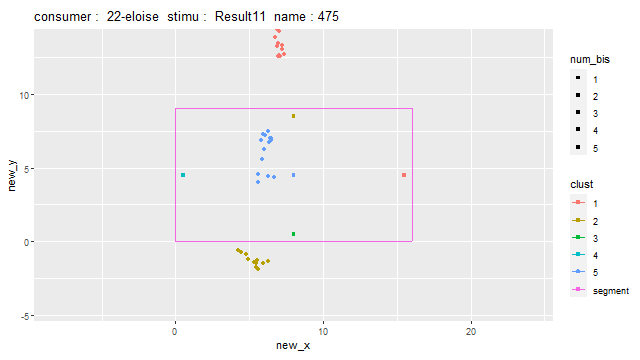 consumer :  22-eloise  stimu :  Result11  name : 475
new_y
10
5
0
-5
0
10
20
new_x
num_bis
1
2
3
4
5
clust
1
2
3
4
5
segment